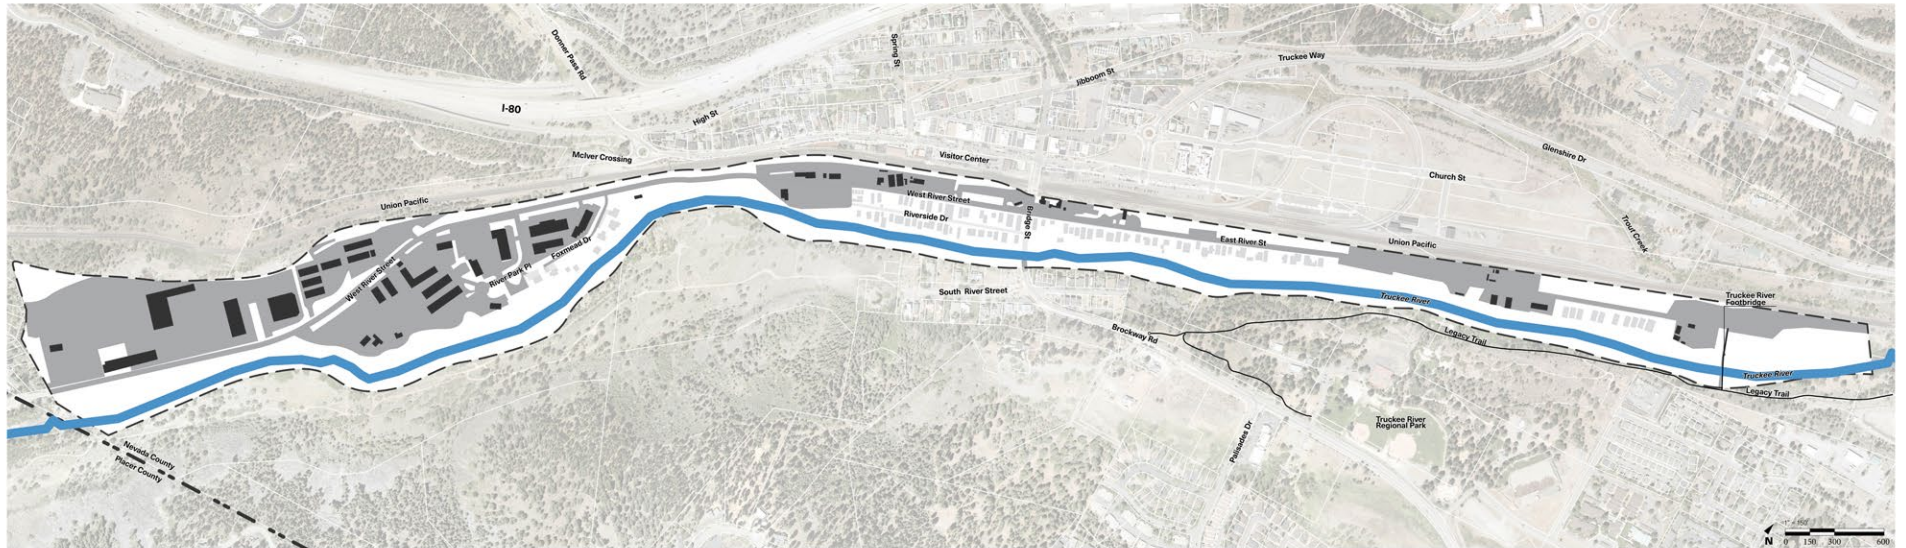 Donner Pass Rd
Spring St
Truckee Way
Jibboom St
I-80
High St
McIver Crossing
Visitor Center
Glenshire Dr
Church St
Union Pacific
West River Street
Riverside Dr
Bridge St
East River St
Union Pacific
Trout Creek
West River Street
Foxmead Dr
River Park Pl
South River Street
Truckee River
Truckee River
Footbridge
Brockway Rd
Legacy Trail
Truckee River
Legacy Trail
Truckee River
Regional Park
Palisades Dr
Nevada County
Placer County
1" = 150'
N
0 150 300 600